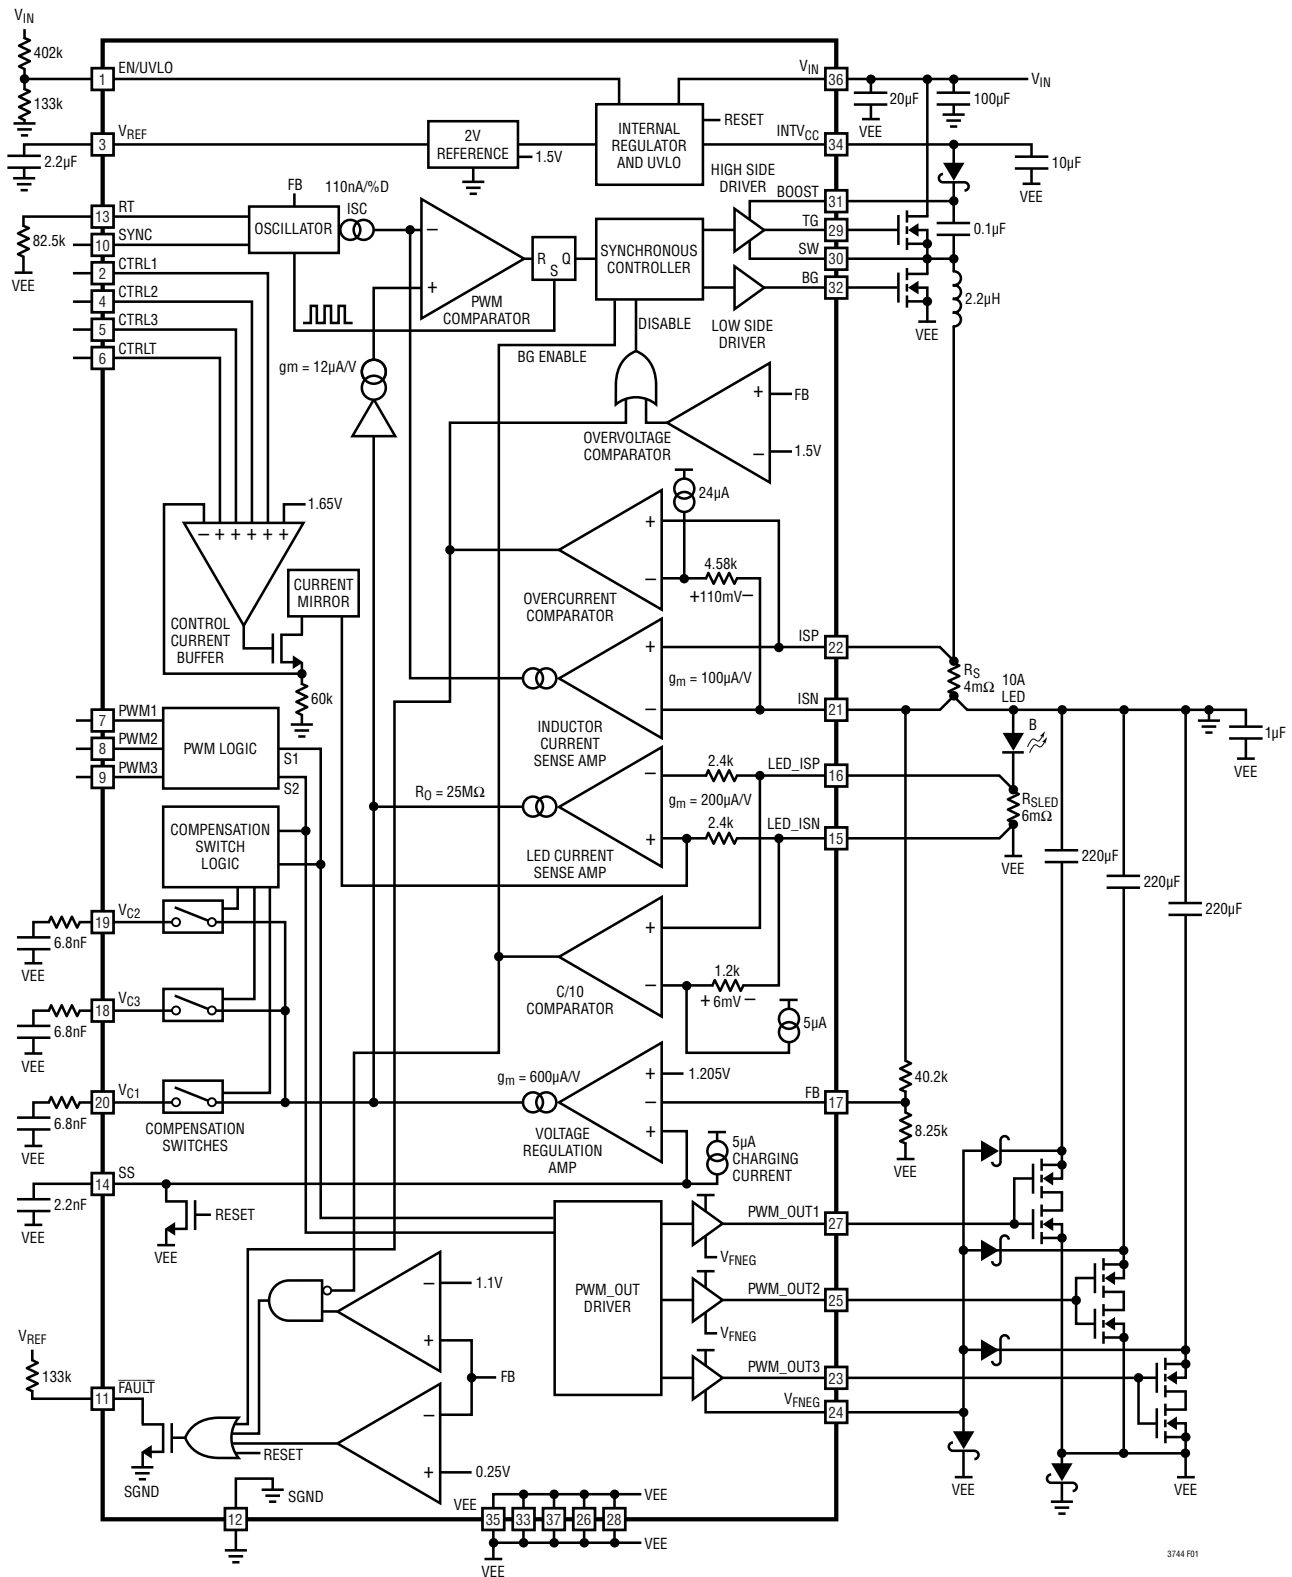 VIN
402k
133k
1
EN/UVLO
VIN
36
VIN
20µF
VEE
100µF
3
VREF
2.2µF
2V
REFERENCE
1.5V
INTERNAL
REGULATOR
AND UVLO
RESET
INTVCC
34
10µF
VEE
HIGH SIDE
DRIVER
BOOST
31
TG
29
SW
30
BG
32
0.1µF
2.2µH
VEE
LOW SIDE
DRIVER
13
RT
82.5k
VEE
10
SYNC
2
CTRL1
4
CTRL2
5
CTRL3
6
CTRLT
FB
110nA/%D
ISC
OSCILLATOR
–
+
PWM
COMPARATOR
R
S
Q
SYNCHRONOUS
CONTROLLER
DISABLE
BG ENABLE
gm = 12µA/V
+
FB
–
1.5V
OVERVOLTAGE
COMPARATOR
24µA
1.65V
– + + + + +
CONTROL
CURRENT
BUFFER
CURRENT
MIRROR
60k
+
–
4.58k
+110mV–
OVERCURRENT
COMPARATOR
ISP
22
+
gm = 100µA/V
–
ISN
21
INDUCTOR
CURRENT
SENSE AMP
RS
4mΩ
10A
LED
B
1µF
VEE
7
PWM1
8
PWM2
9
PWM3
PWM LOGIC
S1
S2
RO = 25MΩ
–
2.4k
LED_ISP
16
gm = 200µA/V
+
2.4k
LED_ISN
15
LED CURRENT
SENSE AMP
RSLED
6mΩ
VEE
220µF
220µF
220µF
COMPENSATION
SWITCH
LOGIC
19
VC2
6.8nF
VEE
18
VC3
6.8nF
VEE
20
VC1
6.8nF
VEE
COMPENSATION
SWITCHES
+
–
1.2k
+ 6mV –
5µA
C/10
COMPARATOR
gm = 600µA/V
+
1.205V
–
+
FB
17
40.2k
8.25k
VEE
VOLTAGE
REGULATION
AMP
5µA
CHARGING
CURRENT
14
SS
2.2nF
VEE
RESET
VEE
PWM_OUT
DRIVER
PWM_OUT1
27
VFNEG
PWM_OUT2
25
VFNEG
PWM_OUT3
23
VFNEG
24
VEE
VEE
–
1.1V
+
FB
–
+
0.25V
VREF
133k
11
FAULT
RESET
SGND
SGND
12
VEE
35
33
37
26
28
VEE
VEE
VEE
3744 F01